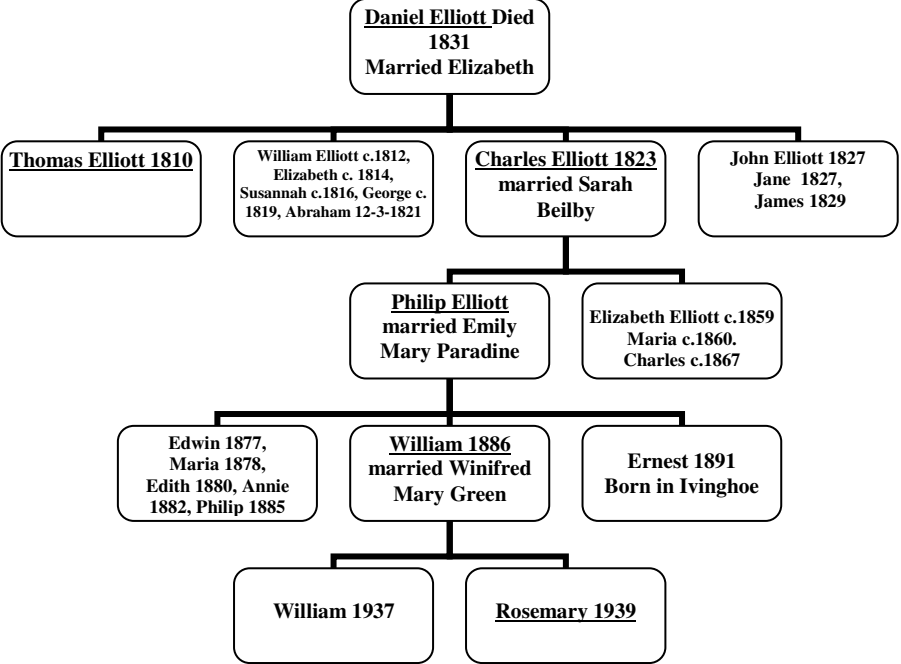 Daniel Elliott Died
1831
Married Elizabeth
Thomas Elliott 1810
William Elliott c.1812,
Elizabeth c. 1814,
Susannah c.1816, George c.
1819, Abraham 12-3-1821
Charles Elliott 1823
married Sarah
Beilby
John Elliott 1827
Jane 1827,
James 1829
Philip Elliott
married Emily
Mary Paradine
Elizabeth Elliott c.1859
Maria c.1860.
Charles c.1867
Edwin 1877,
Maria 1878,
Edith 1880, Annie
1882, Philip 1885
William 1886
married Winifred
Mary Green
Ernest 1891
Born in Ivinghoe
William 1937
Rosemary 1939